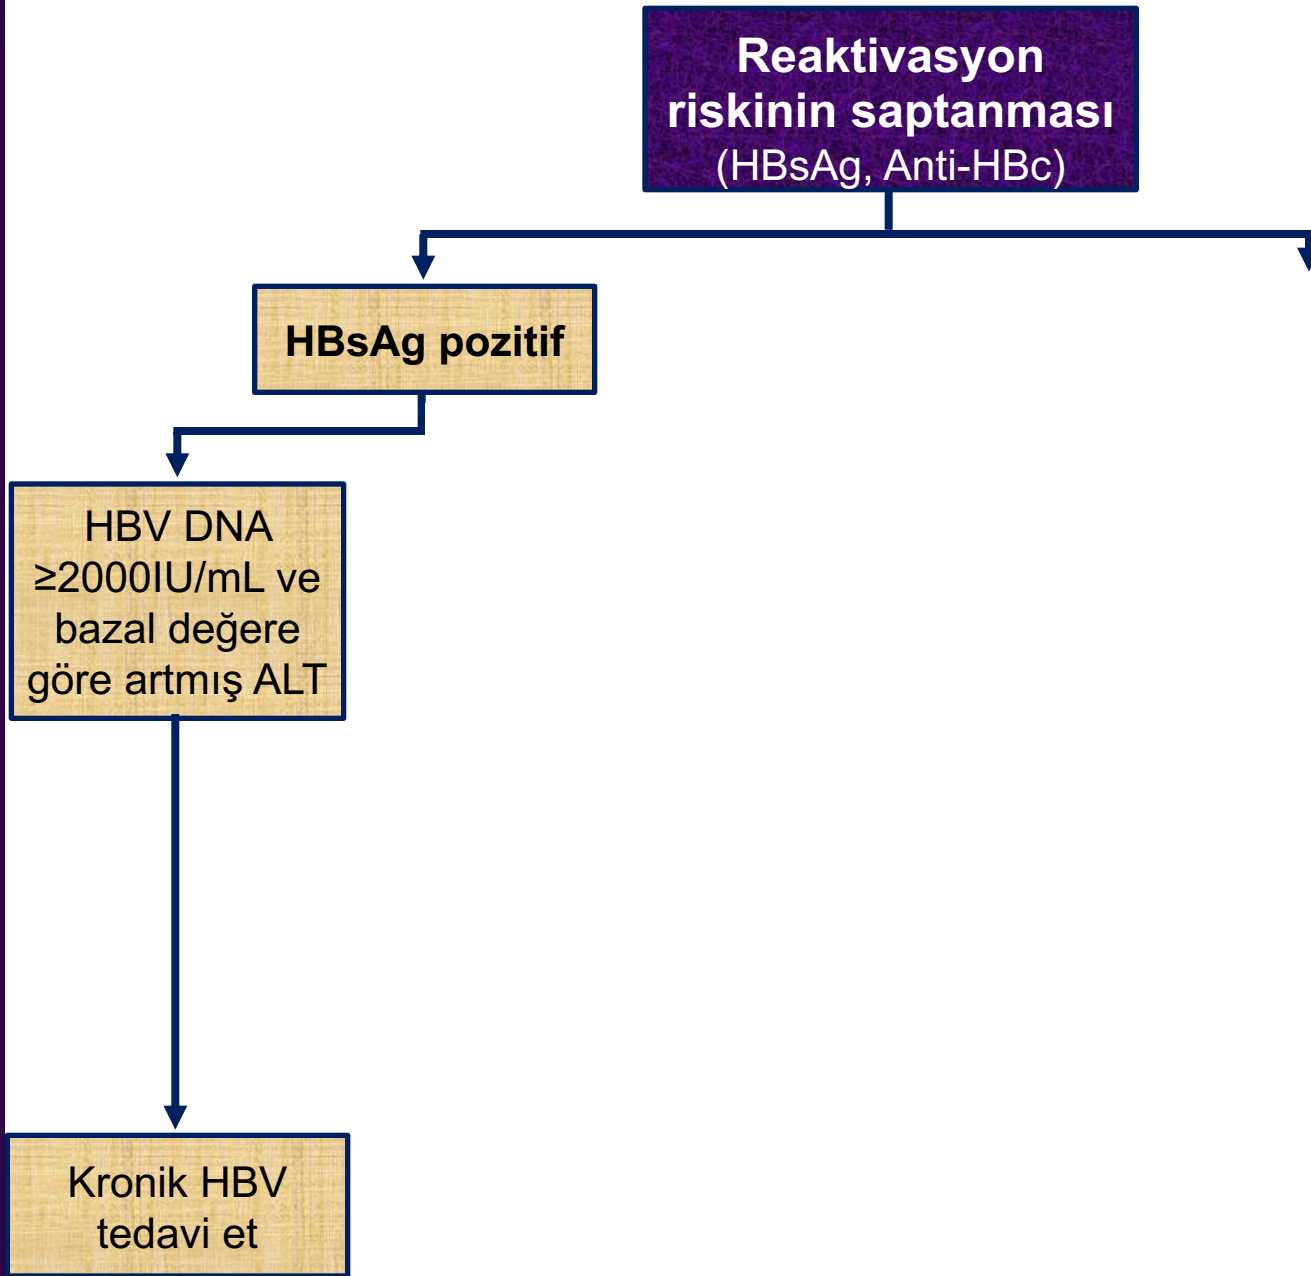 Reaktivasyon
riskinin saptanması
(HBsAg, Anti-HBc)
HBsAg pozitif
HBV DNA
≥2000IU/mL ve
bazal değere
göre artmış ALT
Kronik HBV
tedavi et